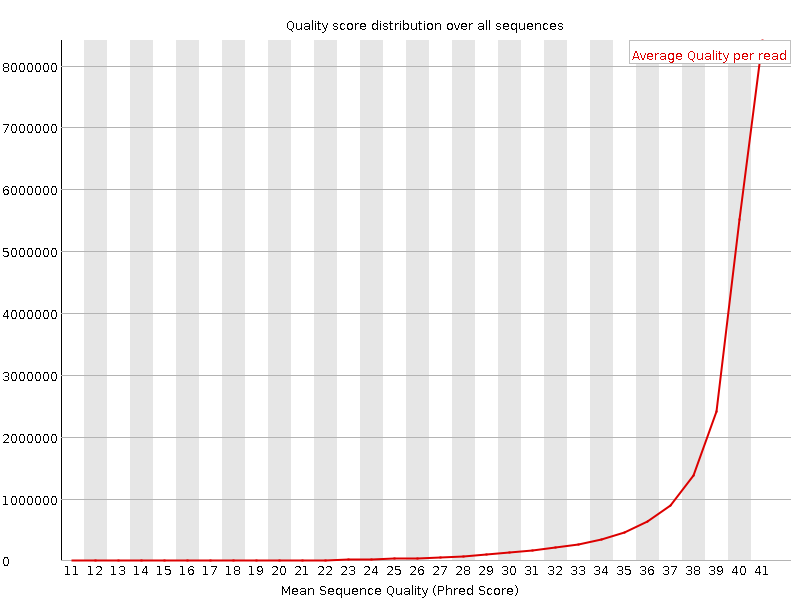 Quality score distribution over all sequences
Average Quality per read
8000000
7000000
6000000
5000000
4000000
3000000
2000000
1000000
0
11 12 13 14 15 16 17 18 19 20 21 22 23 24 25 26 27 28 29 30 31 32 33 34 35 36 37 38 39 40 41
Mean Sequence Quality (Phred Score)